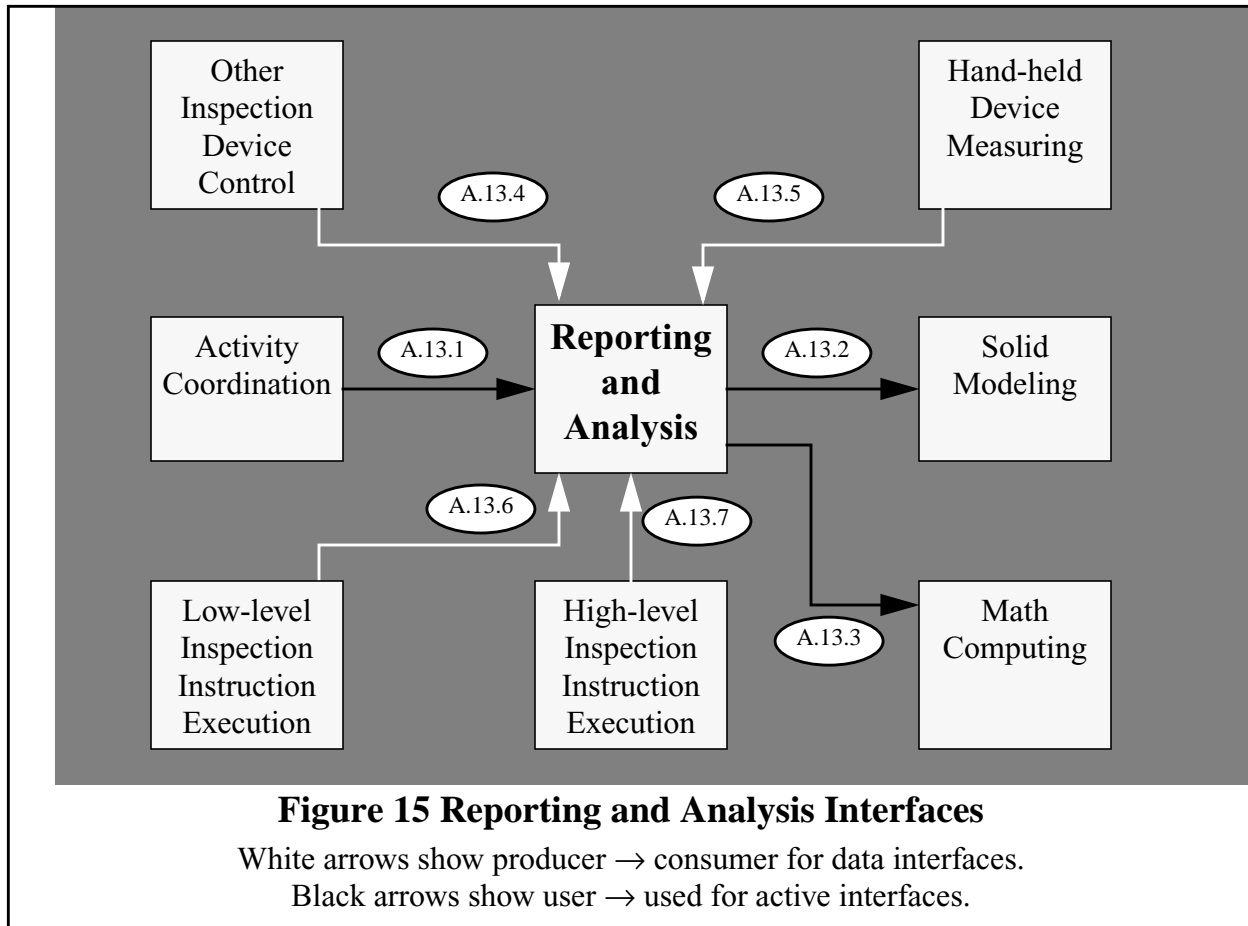 Other
Inspection
Device
Control
Hand-held
Device
Measuring
A.13.4
A.13.5
Activity
Coordination
A.13.1
Reporting
and
Analysis
A.13.2
Solid
Modeling
A.13.6
A.13.7
Low-level
Inspection
Instruction
Execution
High-level
Inspection
Instruction
Execution
A.13.3
Math
Computing
Figure 15 Reporting and Analysis Interfaces
White arrows show producer → consumer for data interfaces.
Black arrows show user → used for active interfaces.